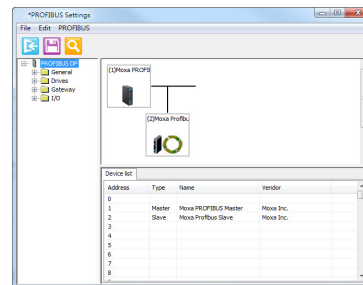 *PROFIBUS Settings
File Edit PROFIBUS
PROFIBUS DP
General
Drives
Gateway
I/O
(1)Moxa PROFI
(2)Moxa Profibu
Device list
Address Type Name Vendor
0
1 Master Moxa PROFIBUS Master Moxa Inc.
2 Slave Moxa Profibus Slave Moxa Inc.
3
4
5
6
7
8